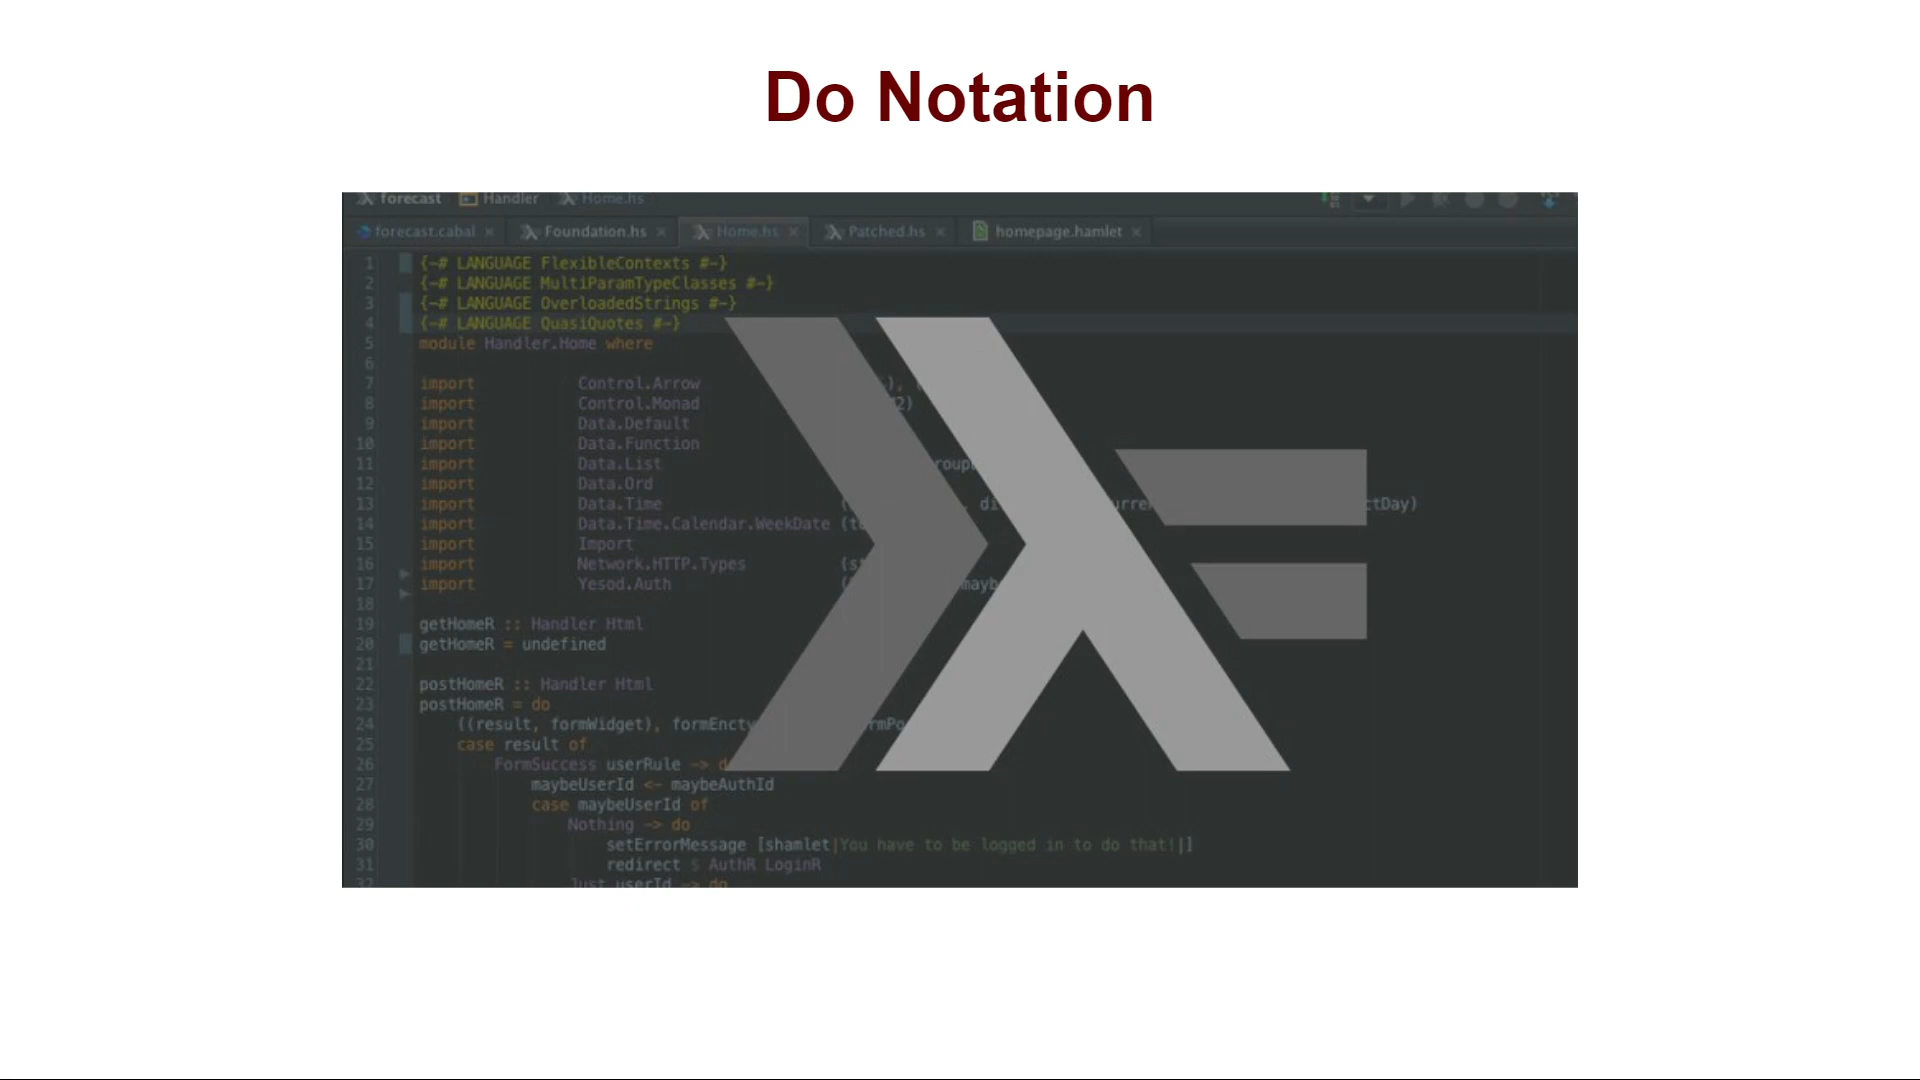 Do Notation
forecast Handler Home.hs
forecast.cabal Foundation.hs Home.hs Patched.hs homepage.hamlet
1 {-# LANGUAGE FlexibleContexts #-}
2 {-# LANGUAGE MultiParamTypeClasses #-}
3 {-# LANGUAGE OverloadedStrings #-}
4 {-# LANGUAGE QuasiQuotes #-}
5 module Handler.Home where
6
7 import Control.Arrow
8 import Control.Monad
9 import Data.Default
10 import Data.Function
11 import Data.List
12 import Data.Ord
13 import Data.Time
14 import Data.Time.Calendar.WeekDate
15 import Import
16 import Network.HTTP.Types
17 import Yesod.Auth
18
19 getHomeR :: Handler Html
20 getHomeR = undefined
21
22 postHomeR :: Handler Html
23 postHomeR = do
24 ((result, formWidget),
25 case result of
26 FormSuccess userRule ->
27 maybeUserId <- maybeAuthId
28 case maybeUserId of
29 Nothing -> do
30 setErrorMessage [shamlet|You have to be logged in to do that!|]
31 redirect $ AuthR LoginR
32 Just userId -> do